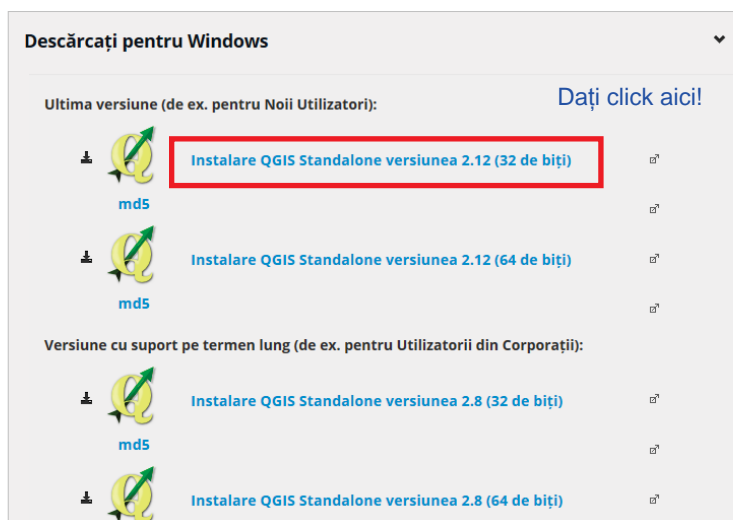 Descărcați pentru Windows
Ultima versiune (de ex. pentru Noii Utilizatori):
Dați click aici!
Instalare QGIS Standalone versiunea 2.12 (32 de biți)
md5
Instalare QGIS Standalone versiunea 2.12 (64 de biți)
md5
Versiune cu suport pe termen lung (de ex. pentru Utilizatorii din Corporații):
Instalare QGIS Standalone versiunea 2.8 (32 de biți)
md5
Instalare QGIS Standalone versiunea 2.8 (64 de biți)